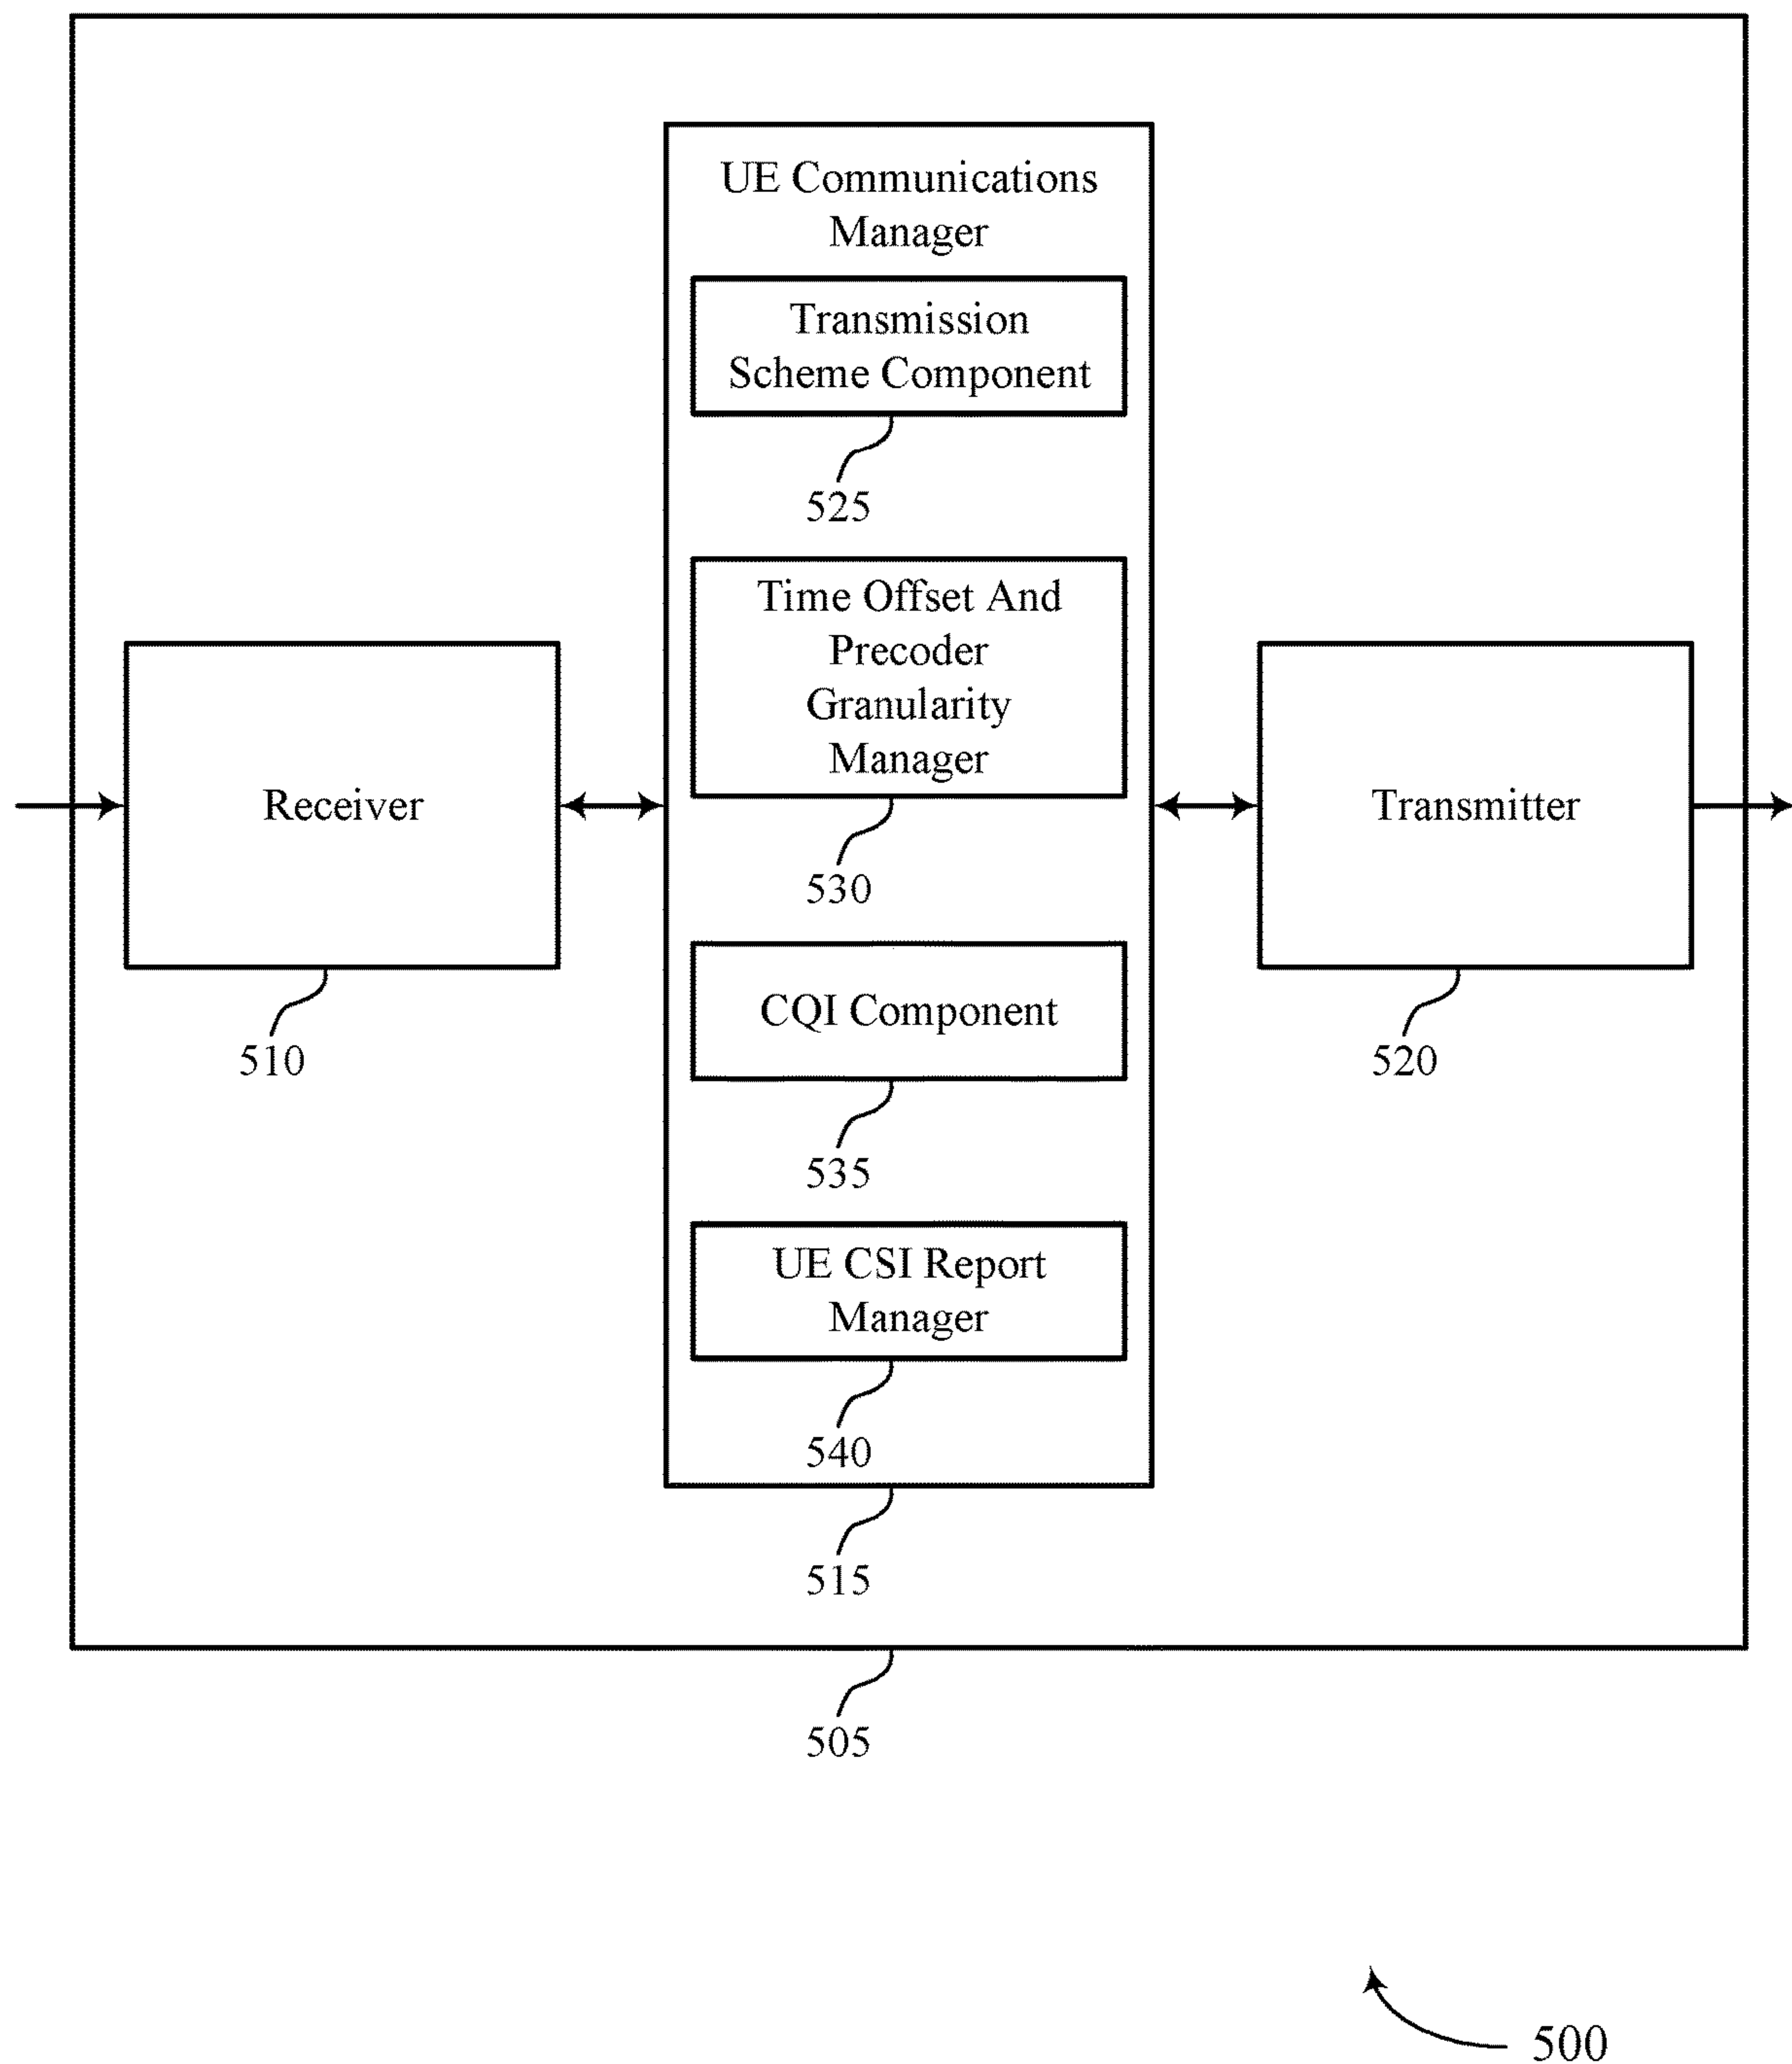 UE Communications
Manager
Transmission
Scheme Component
525
Time Offset And
Precoder
Granularity
Manager
530
Receiver
510
Transmitter
520
CQI Component
535
UE CSI Report
Manager
540
515
505
500